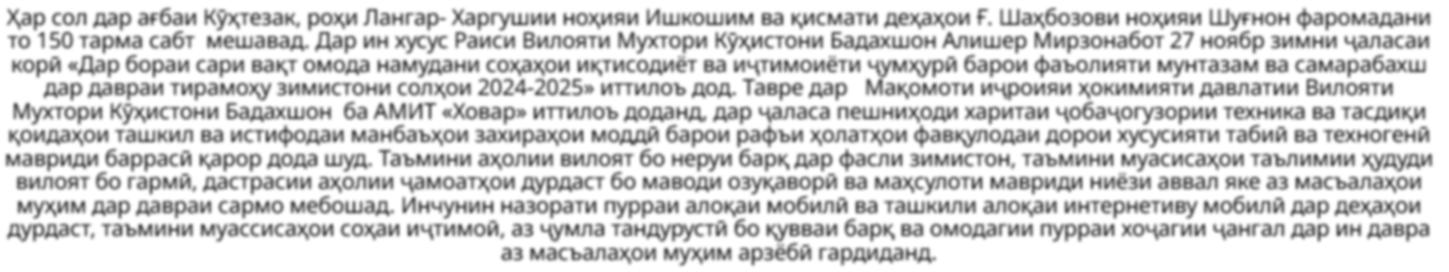 Ҳар сол дар ағбаи Кӯҳтезак, роҳи Лангар- Харгушии ноҳияи Ишкошим ва қисмати деҳаҳои Ғ. Шаҳбозови ноҳияи Шуғнон фаромадани
то 150 тарма сабт мешавад. Дар ин хусус Раиси Вилояти Мухтори Кӯҳистони Бадахшон Алишер Мирзонабот 27 ноябр зимни ҷаласаи
корӣ «Дар бораи сари вақт омода намудани соҳаҳои иқтисодиёт ва иҷтимоиёти ҷумҳурӣ барои фаъолияти мунтазам ва самарабахш
дар давраи тирамоҳу зимистони солҳои 2024-2025» иттилоъ дод. Тавре дар Мақомоти иҷроияи ҳокимияти давлатии Вилояти
Мухтори Кӯҳистони Бадахшон ба АМИТ «Ховар» иттилоъ доданд, дар ҷаласа пешниҳоди харитаи ҷобаҷогузории техника ва тасдиқи
қоидаҳои ташкил ва истифодаи манбаъҳои захираҳои моддӣ барои рафъи ҳолатҳои фавқулодаи дорои хусусияти табиӣ ва техногенӣ
мавриди баррасӣ қарор дода шуд. Таъмини аҳолии вилоят бо неруи барқ дар фасли зимистон, таъмини муасисаҳои таълимии ҳудуди
вилоят бо гармӣ, дастрасии аҳолии ҷамоатҳои дурдаст бо маводи озуқаворӣ ва маҳсулоти мавриди ниёзи аввал яке аз масъалаҳои
муҳим дар давраи сармо мебошад. Инчунин назорати пурраи алоқаи мобилӣ ва ташкили алоқаи интернетиву мобилӣ дар деҳаҳои
дурдаст, таъмини муассисаҳои соҳаи иҷтимоӣ, аз ҷумла тандурустӣ бо қувваи барқ ва омодагии пурраи хоҷагии ҷангал дар ин давра
аз масъалаҳои муҳим арзёбӣ гардиданд.